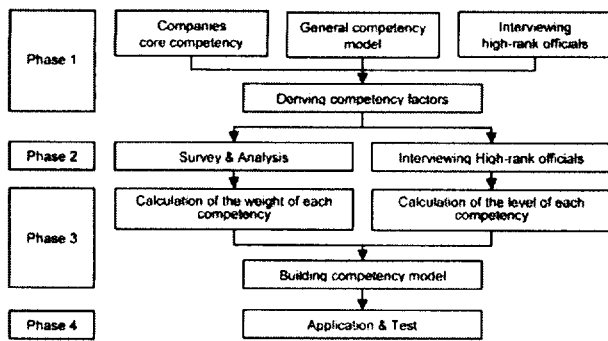 Phase 1
Companies
core competency
General competency
model
Interviewing
high-rank officials
Deriving competency factors
Phase 2
Survey & Analysis
Interviewing High-rank officials
Phase 3
Calculation of the weight of each
competency
Calculation of the level of each
competency
Building competency model
Phase 4
Application & Test